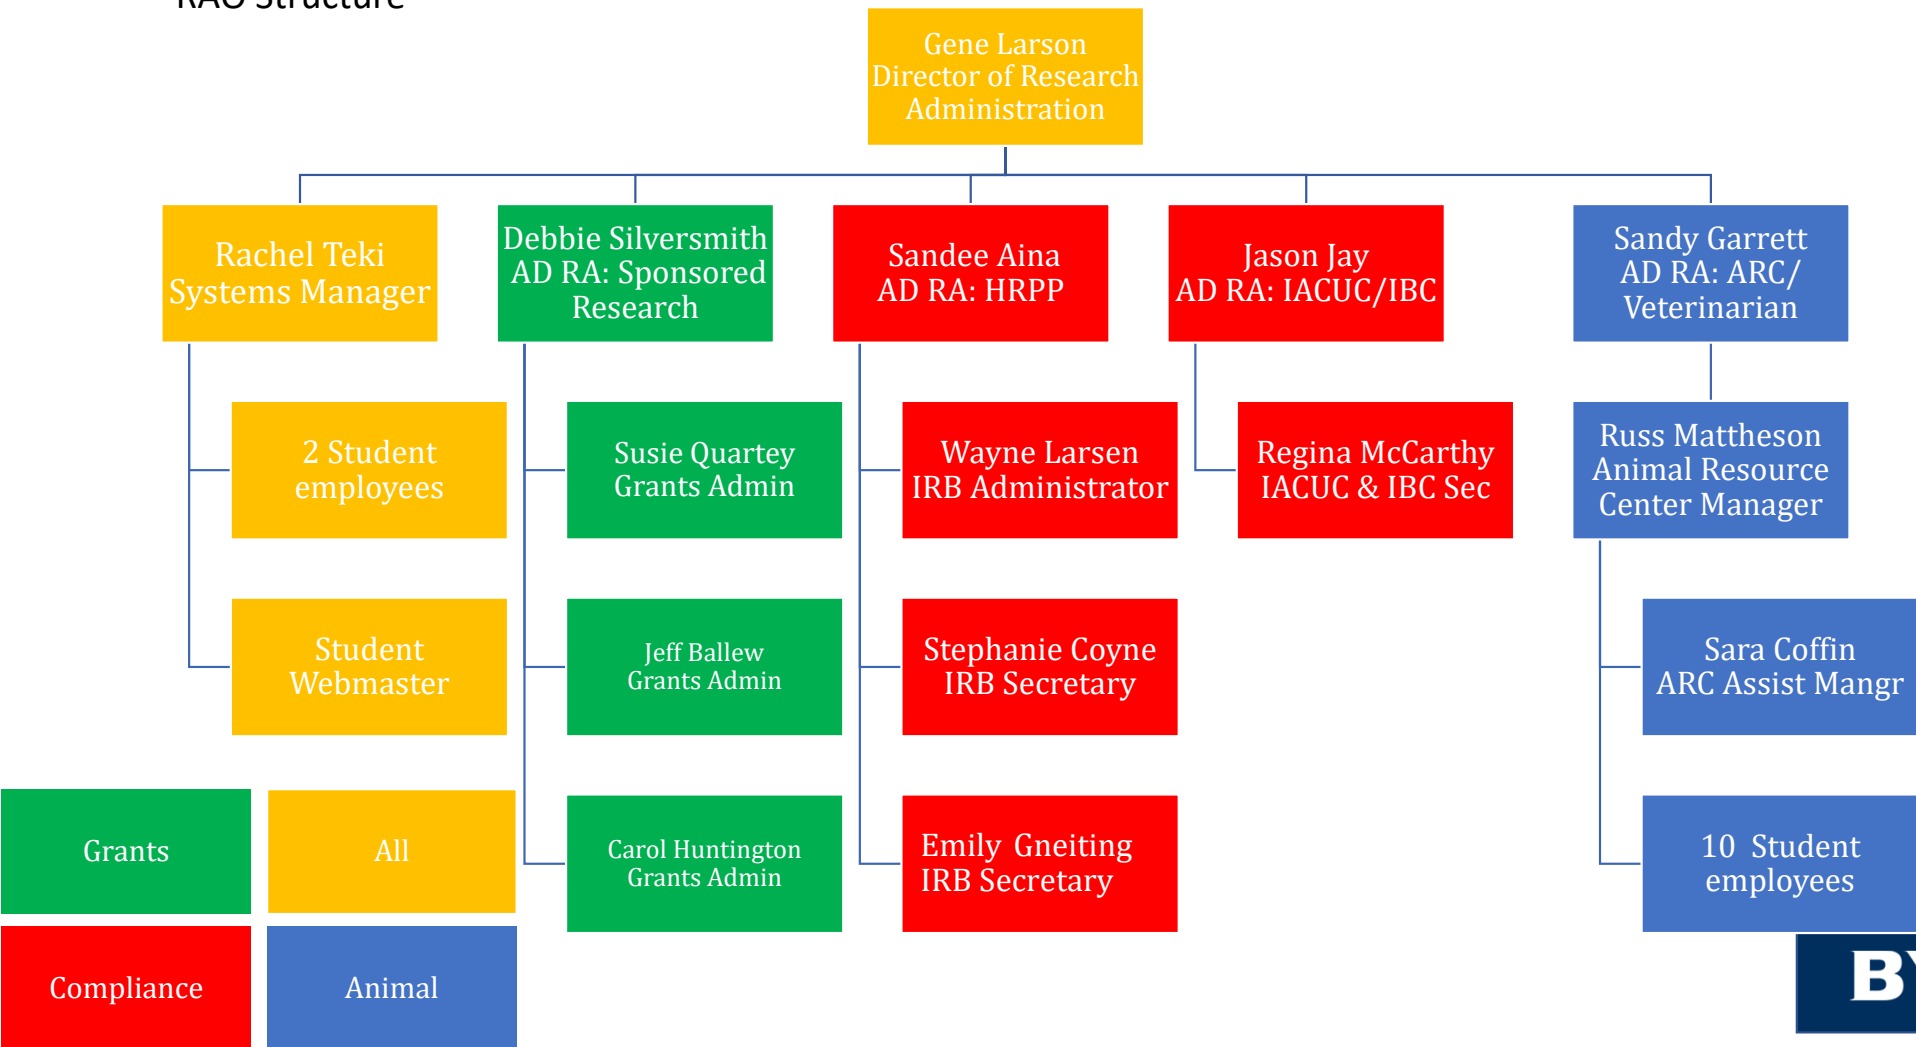 RAO Structure
Gene Larson
Director of Research
Administration
Rachel Teki
Systems Manager
Debbie Silversmith
AD RA: Sponsored
Research
Sandee Aina
AD RA: HRPP
Jason Jay
AD RA: IACUC/IBC
Sandy Garrett
AD RA: ARC/
Veterinarian
2 Student
employees
Susie Quartey
Grants Admin
Wayne Larsen
IRB Administrator
Regina McCarthy
IACUC & IBC Sec
Russ Mattheson
Animal Resource
Center Manager
Student
Webmaster
Jeff Ballew
Grants Admin
Stephanie Coyne
IRB Secretary
Sara Coffin
ARC Assist Mangr
Carol Huntington
Grants Admin
Emily Gneiting
IRB Secretary
10 Student
employees
Grants
All
Compliance
Animal